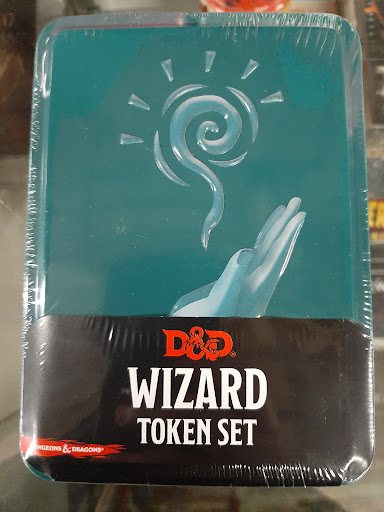 D&D®
WIZARD
TOKEN SET
DUNGEONS & DRAGONS®